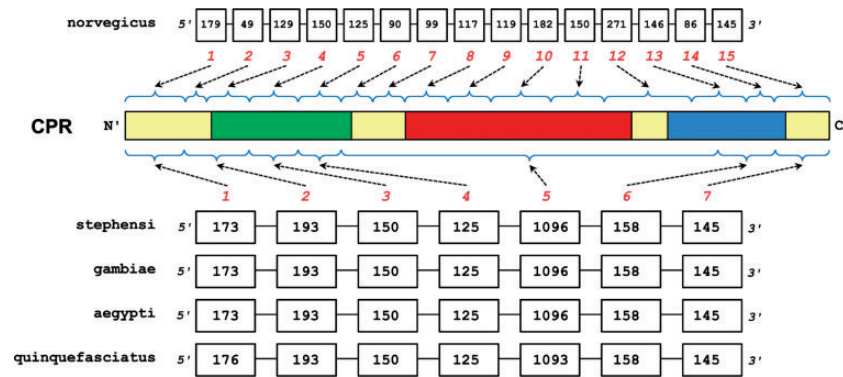 norvegicus 5' 179 49 129 150 125 90 99 117 119 182 150 271 146 86 145 3'
1 2 3 4 5 6 7 8 9 10 11 12 13 14 15
CPR N' C
1 2 3 4 5 6 7
stephensi 5' 173 193 150 125 1096 158 145 3'
gambiae 5' 173 193 150 125 1096 158 145 3'
aegypti 5' 173 193 150 125 1096 158 145 3'
quinquefasciatus 5' 176 193 150 125 1093 158 145 3'